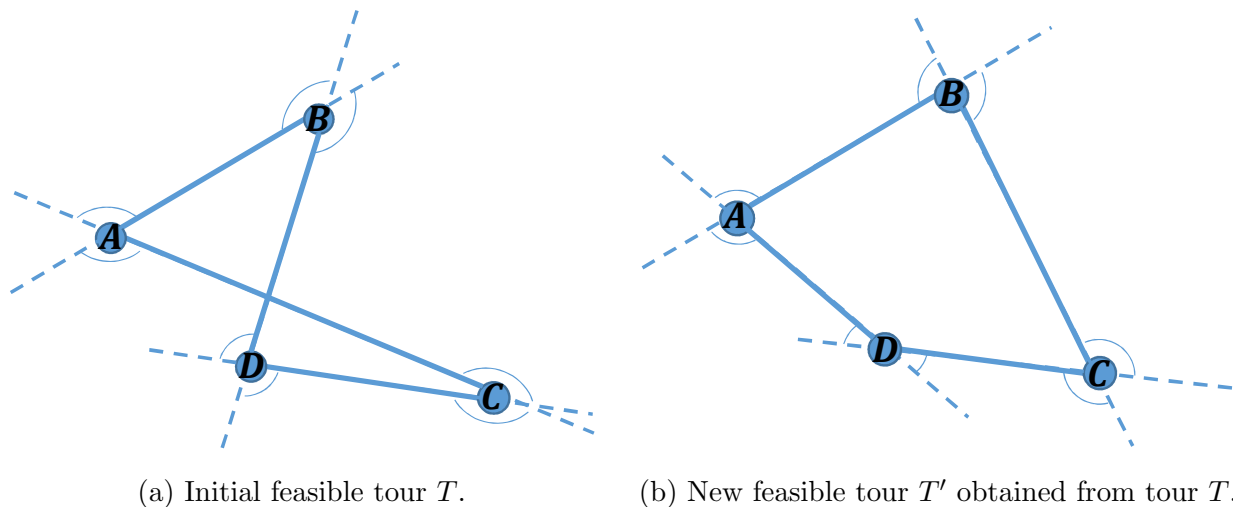 B
A
D
C
B
A
D
C
(a) Initial feasible tour T.
(b) New feasible tour T′ obtained from tour T.